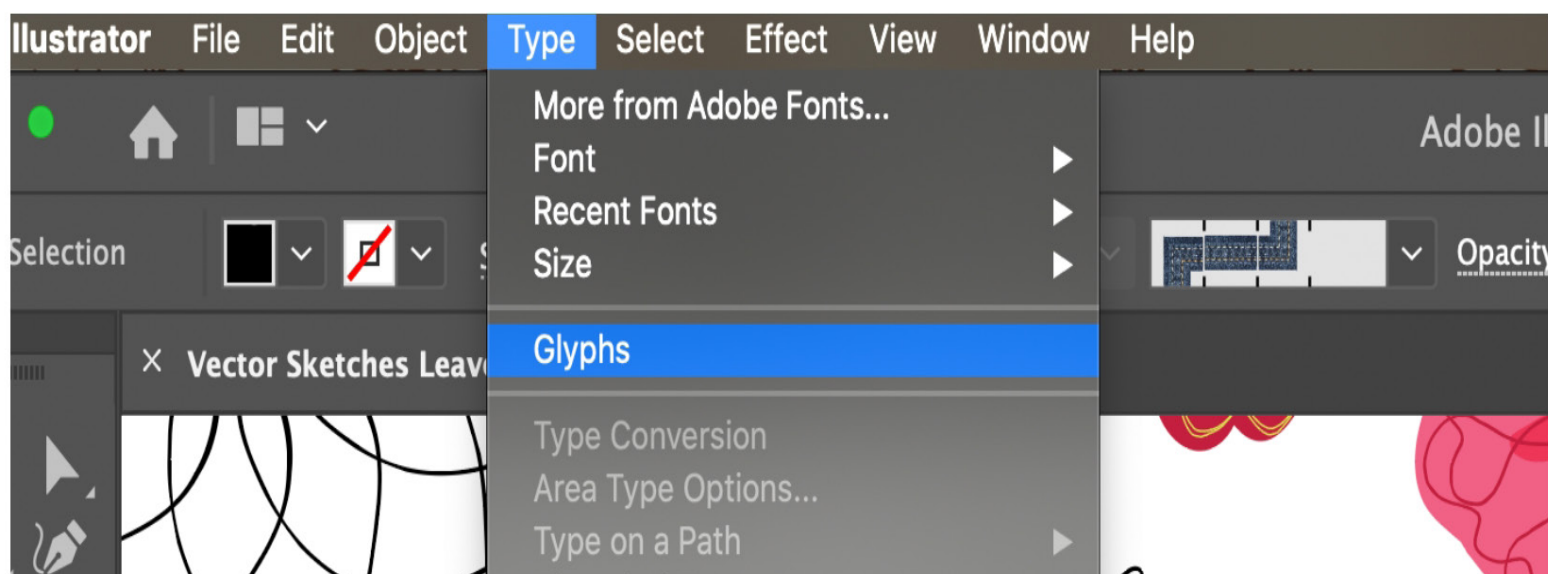 Illustrator File Edit Object Type Select Effect View Window Help
More from Adobe Fonts...
Font
Recent Fonts
Size
Glyphs
Type Conversion
Area Type Options...
Type on a Path
Adobe Il
Selection
Opacity
Vector Sketches Leav